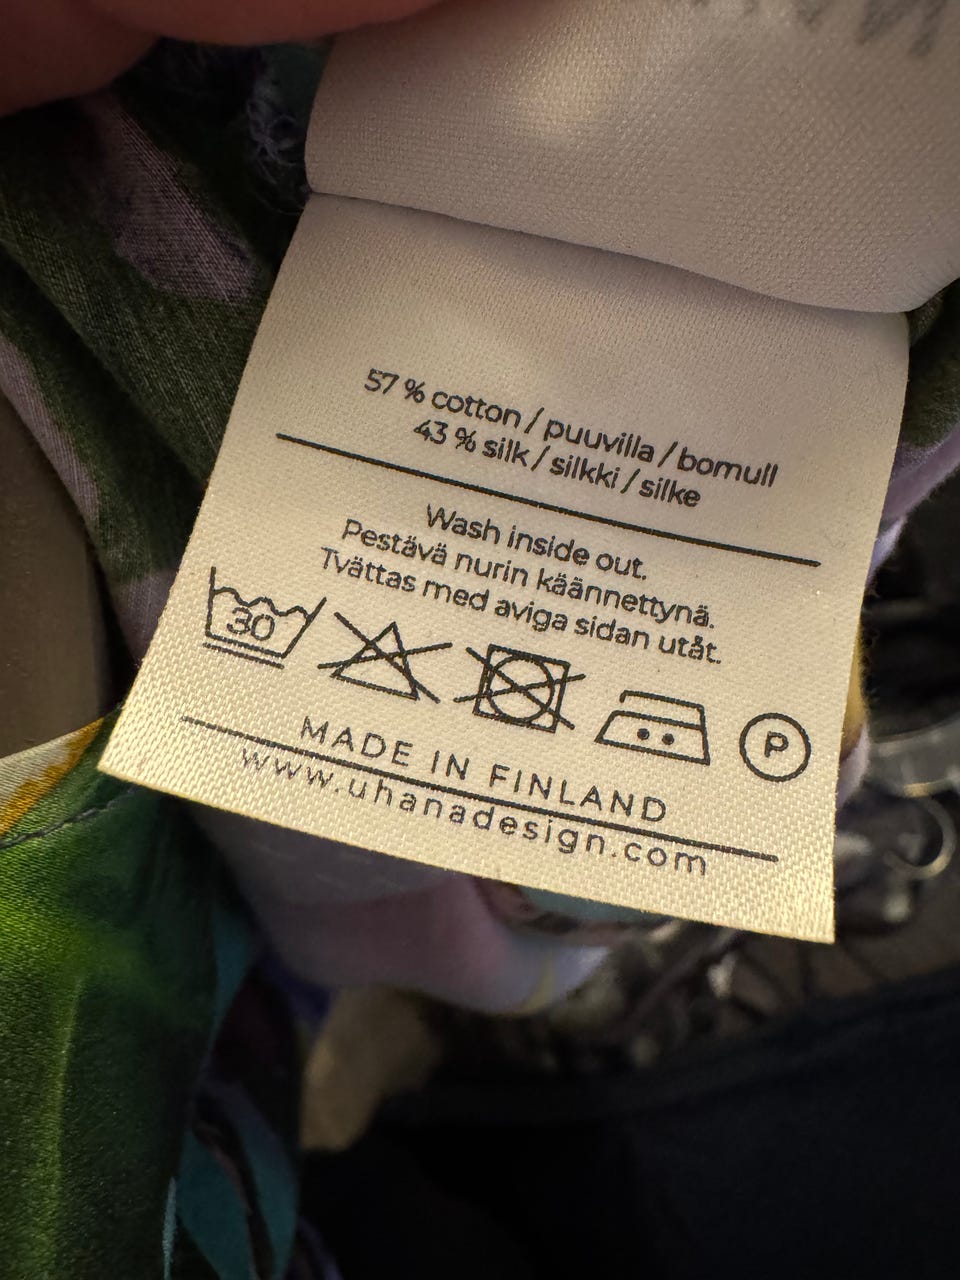 57 % cotton / puuvilla / bomull
43 % silk / silkki / silke
Wash inside out.
Pestävä nurin käännettynä.
Tvättas med aviga sidan utåt.
30
P
MADE IN FINLAND
www.uhanadesign.com